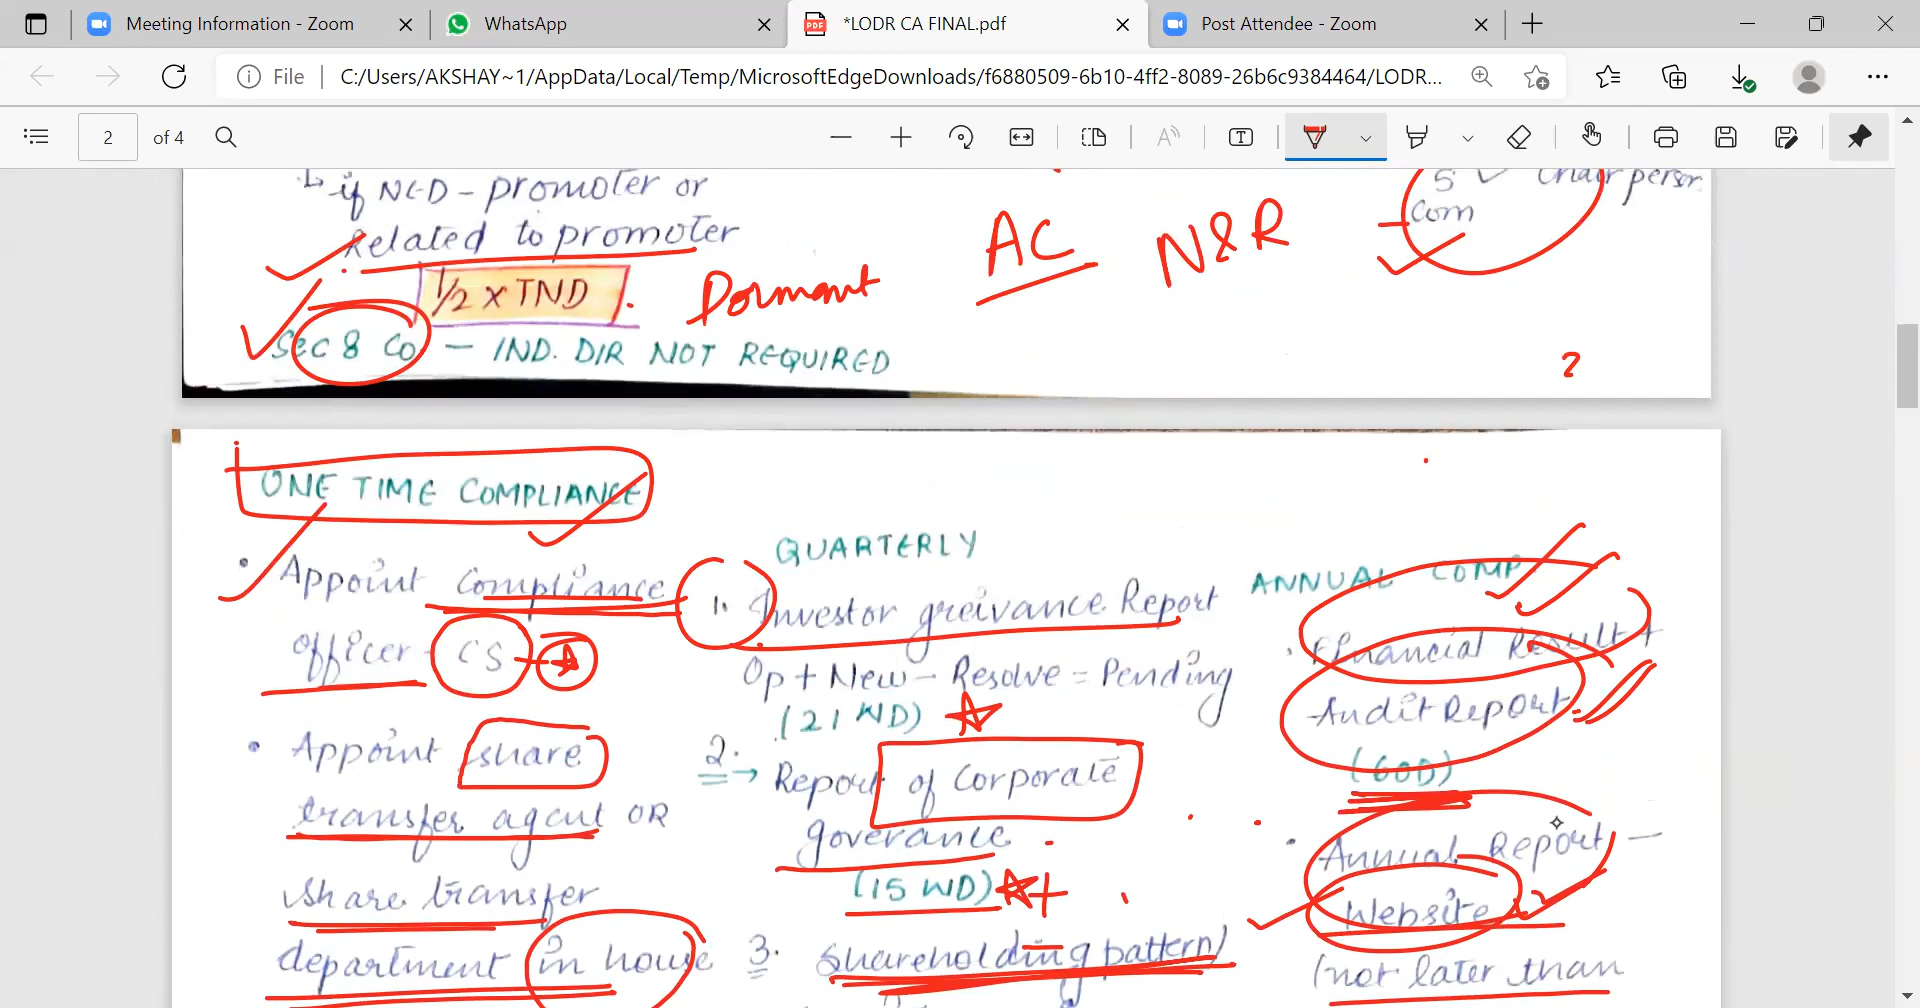 Meeting Information - Zoom
WhatsApp
*LODR CA FINAL.pdf
Post Attendee - Zoom
File
C:/Users/AKSHAY~1/AppData/Local/Temp/MicrosoftEdgeDownloads/f6880509-6b10-4ff2-8089-26b6c9384464/LODR...
2 of 4
if NED - promoter or
Related to promoter
1/2 x TND
Dormant
AC
N&R
5
Chairperson
Com
Sec 8 Co - IND. DIR NOT REQUIRED
2
ONE TIME COMPLIANCE
• Appoint Compliance
officer - CS
• Appoint share
transfer agent OR
share transfer
department in house
QUARTERLY
1. Investor greivance Report
Op + New - Resolve = Pending
(21 WD)
2. → Report of Corporate
goverance
(15 WD)
3. Shareholding pattern
ANNUAL COMP
• Financial Result +
Audit Report
(60D)
• Annual Report -
Website
(not later than